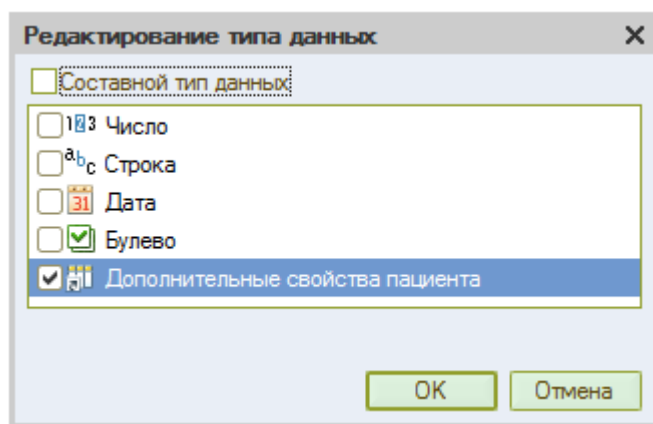 Редактирование типа данных
Составной тип данных
123 Число
abc Строка
31 Дата
Булево
Дополнительные свойства пациента
OK Отмена